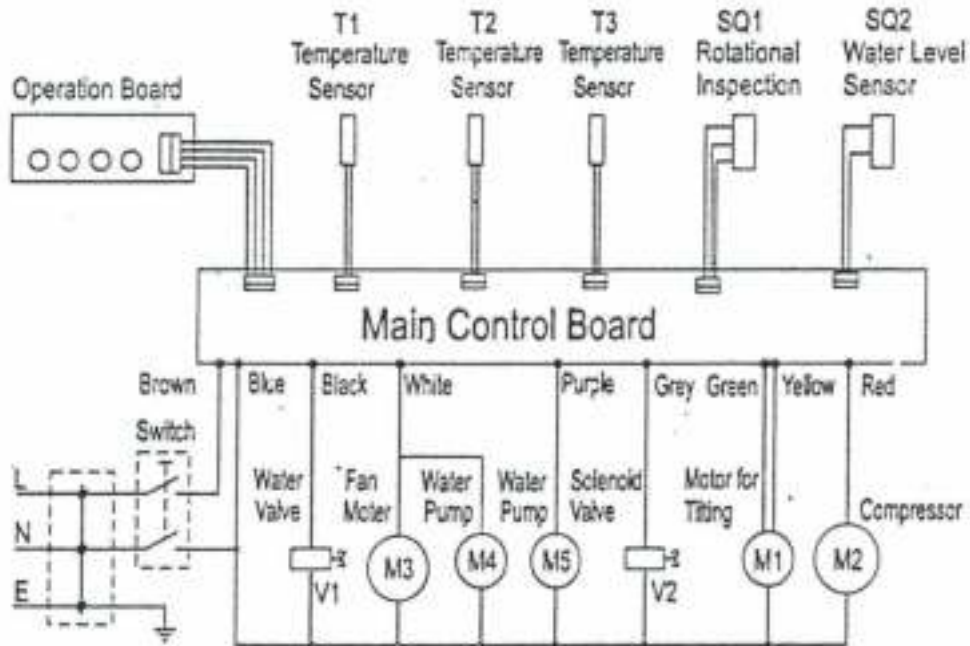 T1
Temperature
Sensor
T2
Temperature
Sensor
T3
Temperature
Sensor
SQ1
Rotational
Inspection
SQ2
Water Level
Sensor
Operation Board
Main Control Board
Brown
Blue
Black
White
Purple
Grey
Green
Yellow
Red
Switch
L
N
E
Water
Valve
V1
Fan
Moter
M3
Water
Pump
M4
Water
Pump
M5
Solenoid
Valve
V2
Motor for
Tilting
M1
Compressor
M2